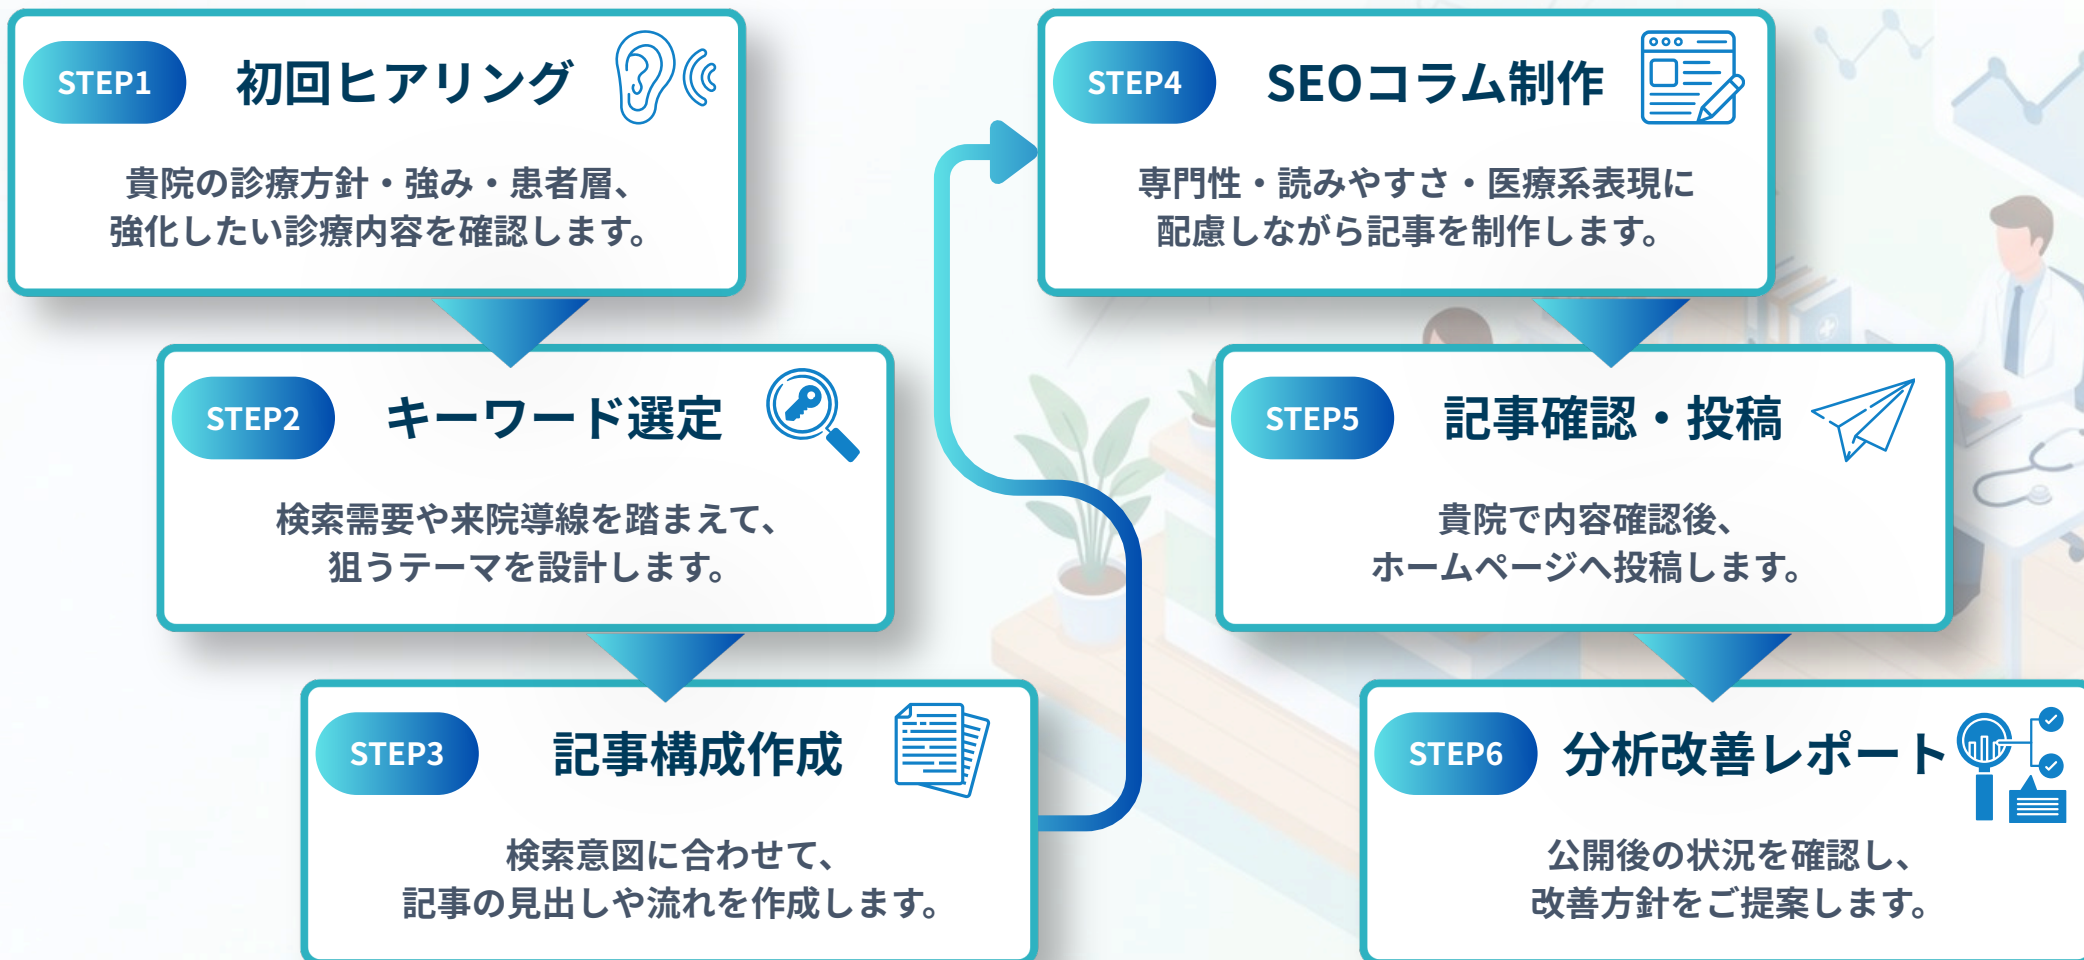 STEP1 初回ヒアリング
貴院の診療方針・強み・患者層、
強化したい診療内容を確認します。
STEP2 キーワード選定
検索需要や来院導線を踏まえて、
狙うテーマを設計します。
STEP3 記事構成作成
検索意図に合わせて、
記事の見出しや流れを作成します。
STEP4 SEOコラム制作
専門性・読みやすさ・医療系表現に
配慮しながら記事を制作します。
STEP5 記事確認・投稿
貴院で内容確認後、
ホームページへ投稿します。
STEP6 分析改善レポート
公開後の状況を確認し、
改善方針をご提案します。